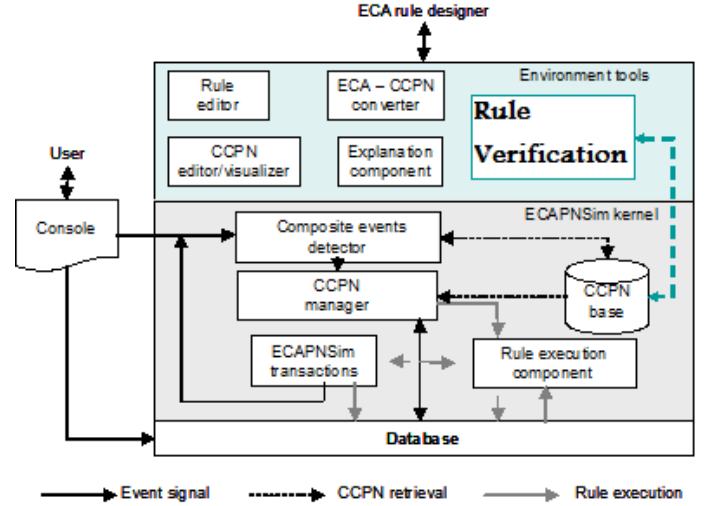 ECA rule designer
Environment tools
Rule
editor
ECA – CCPN
converter
Rule
Verification
CCPN
editor/visualizer
Explanation
component
User
Console
ECAPNSim kernel
Composite events
detector
CCPN
manager
CCPN
base
ECAPNSim
transactions
Rule execution
component
Database
Event signal
CCPN retrieval
Rule execution